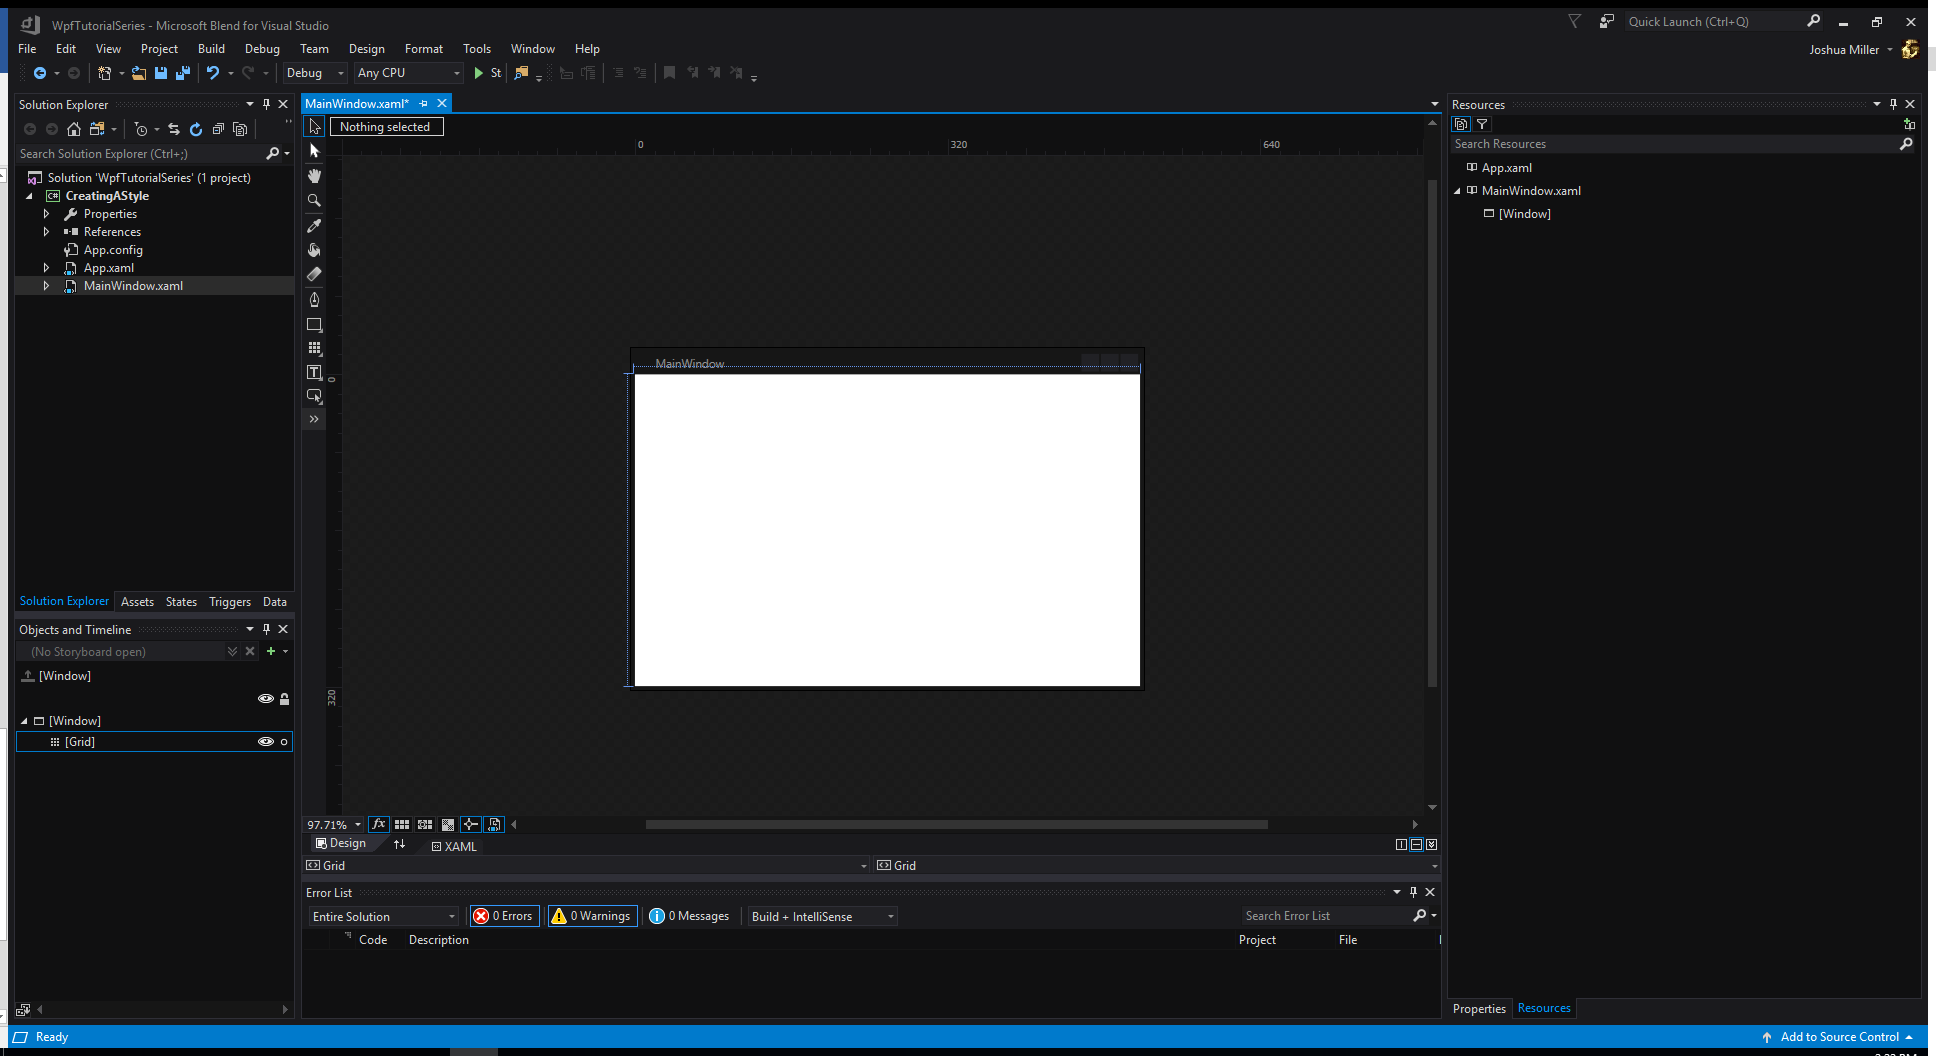 WpfTutorialSeries - Microsoft Blend for Visual Studio
Quick Launch (Ctrl+Q)
File Edit View Project Build Debug Team Design Format Tools Window Help
Joshua Miller
Debug Any CPU St
Solution Explorer
Search Solution Explorer (Ctrl+;)
Solution 'WpfTutorialSeries' (1 project)
C# CreatingAStyle
Properties
References
App.config
App.xaml
MainWindow.xaml
Solution Explorer Assets States Triggers Data
Objects and Timeline
(No Storyboard open)
[Window]
[Window]
[Grid]
MainWindow.xaml*
Nothing selected
0 320 640
0
320
MainWindow
97.71% fx
Design XAML
Grid Grid
Error List
Entire Solution 0 Errors 0 Warnings 0 Messages Build + IntelliSense Search Error List
Code Description Project File
Resources
Search Resources
App.xaml
MainWindow.xaml
[Window]
Properties Resources
Ready
Add to Source Control